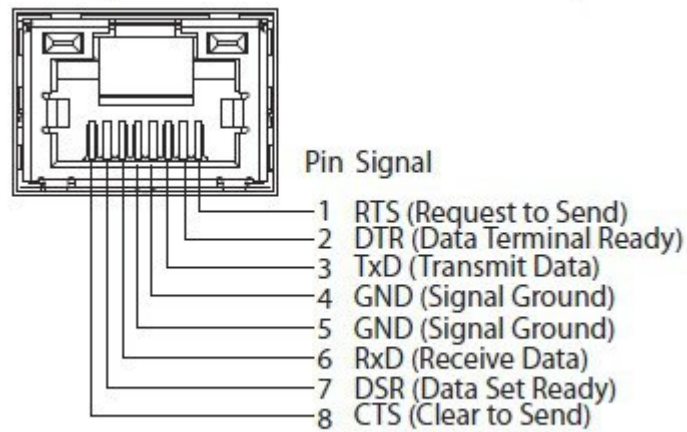 Pin Signal
1 RTS (Request to Send)
2 DTR (Data Terminal Ready)
3 TxD (Transmit Data)
4 GND (Signal Ground)
5 GND (Signal Ground)
6 RxD (Receive Data)
7 DSR (Data Set Ready)
8 CTS (Clear to Send)